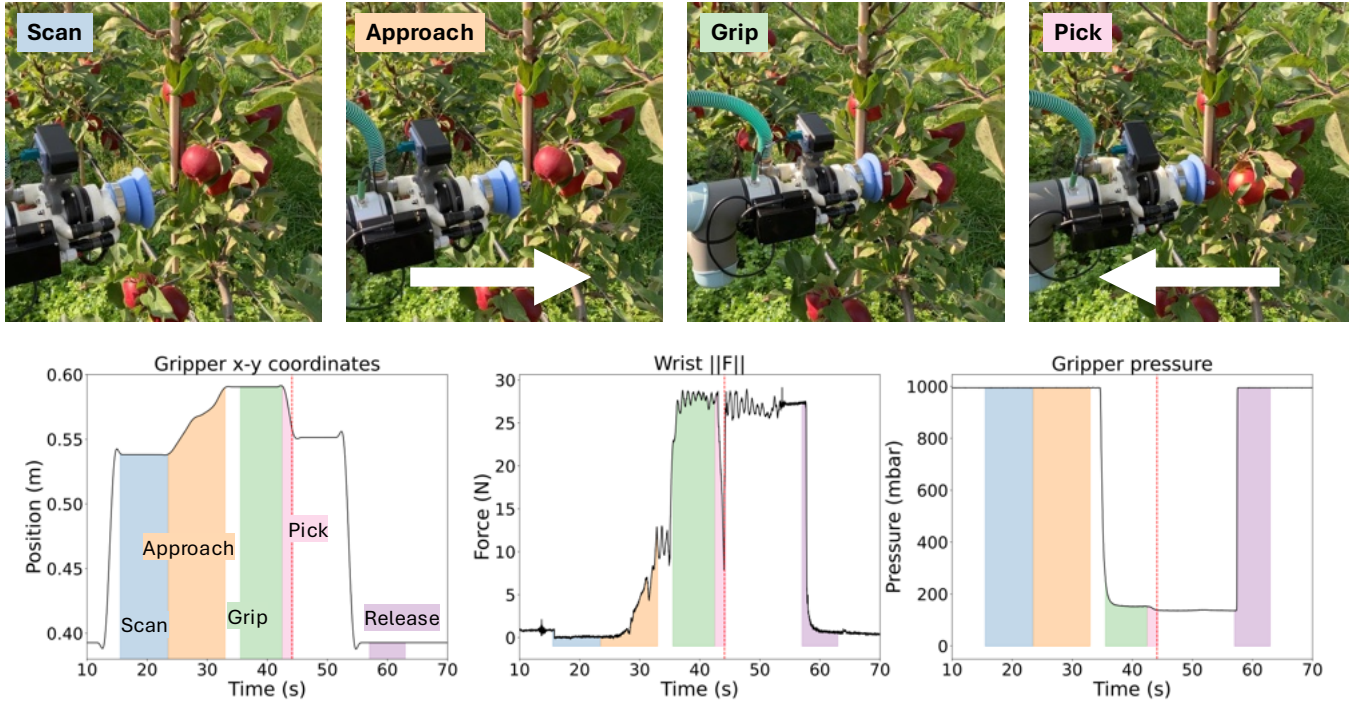 Scan
Approach
Grip
Pick
Gripper x-y coordinates
Position (m)
0.60
0.55
0.50
0.45
0.40
Approach
Pick
Scan
Grip
Release
10 20 30 40 50 60 70
Time (s)
Wrist ||F||
Force (N)
30
25
20
15
10
5
0
10 20 30 40 50 60 70
Time (s)
Gripper pressure
Pressure (mbar)
1000
800
600
400
200
0
10 20 30 40 50 60 70
Time (s)